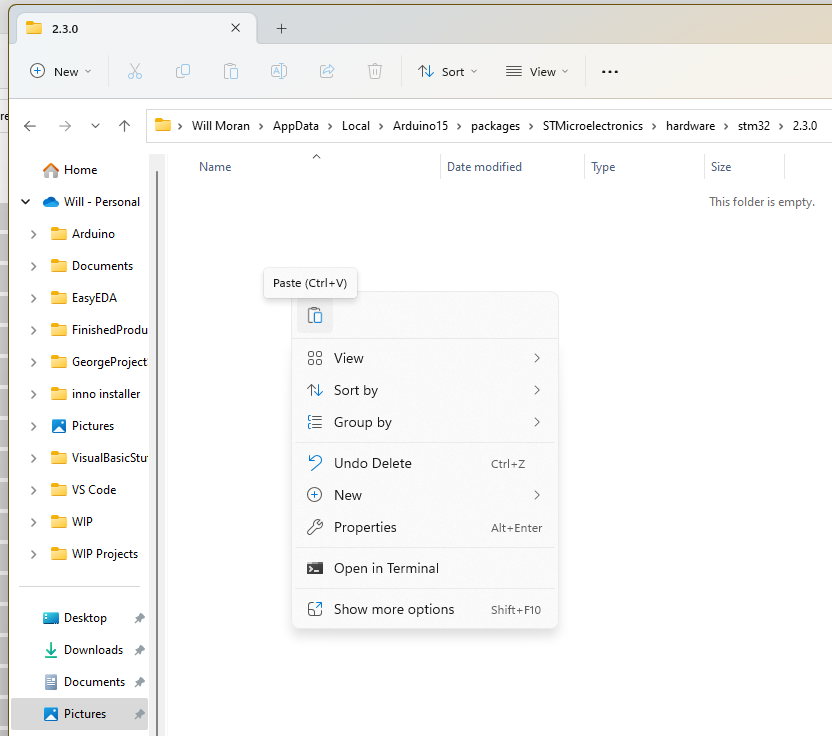 2.3.0
New
Sort
View
re
Will Moran > AppData > Local > Arduino15 > packages > STMicroelectronics > hardware > stm32 > 2.3.0
Name
Date modified
Type
Size
This folder is empty.
Home
Will - Personal
Arduino
Documents
EasyEDA
FinishedProdu
GeorgeProject
inno installer
Pictures
VisualBasicStu
VS Code
WIP
WIP Projects
Desktop
Downloads
Documents
Pictures
Paste (Ctrl+V)
View
Sort by
Group by
Undo Delete Ctrl+Z
New
Properties Alt+Enter
Open in Terminal
Show more options Shift+F10